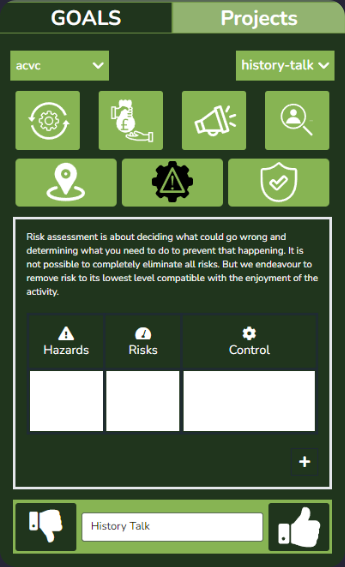 GOALS Projects
acvc history-talk
£
Risk assessment is about deciding what could go wrong and
determining what you need to do to prevent that happening. It is
not possible to completely eliminate all risks. But we endeavour to
remove risk to its lowest level compatible with the enjoyment of the
activity.
Hazards Risks Control
+
History Talk